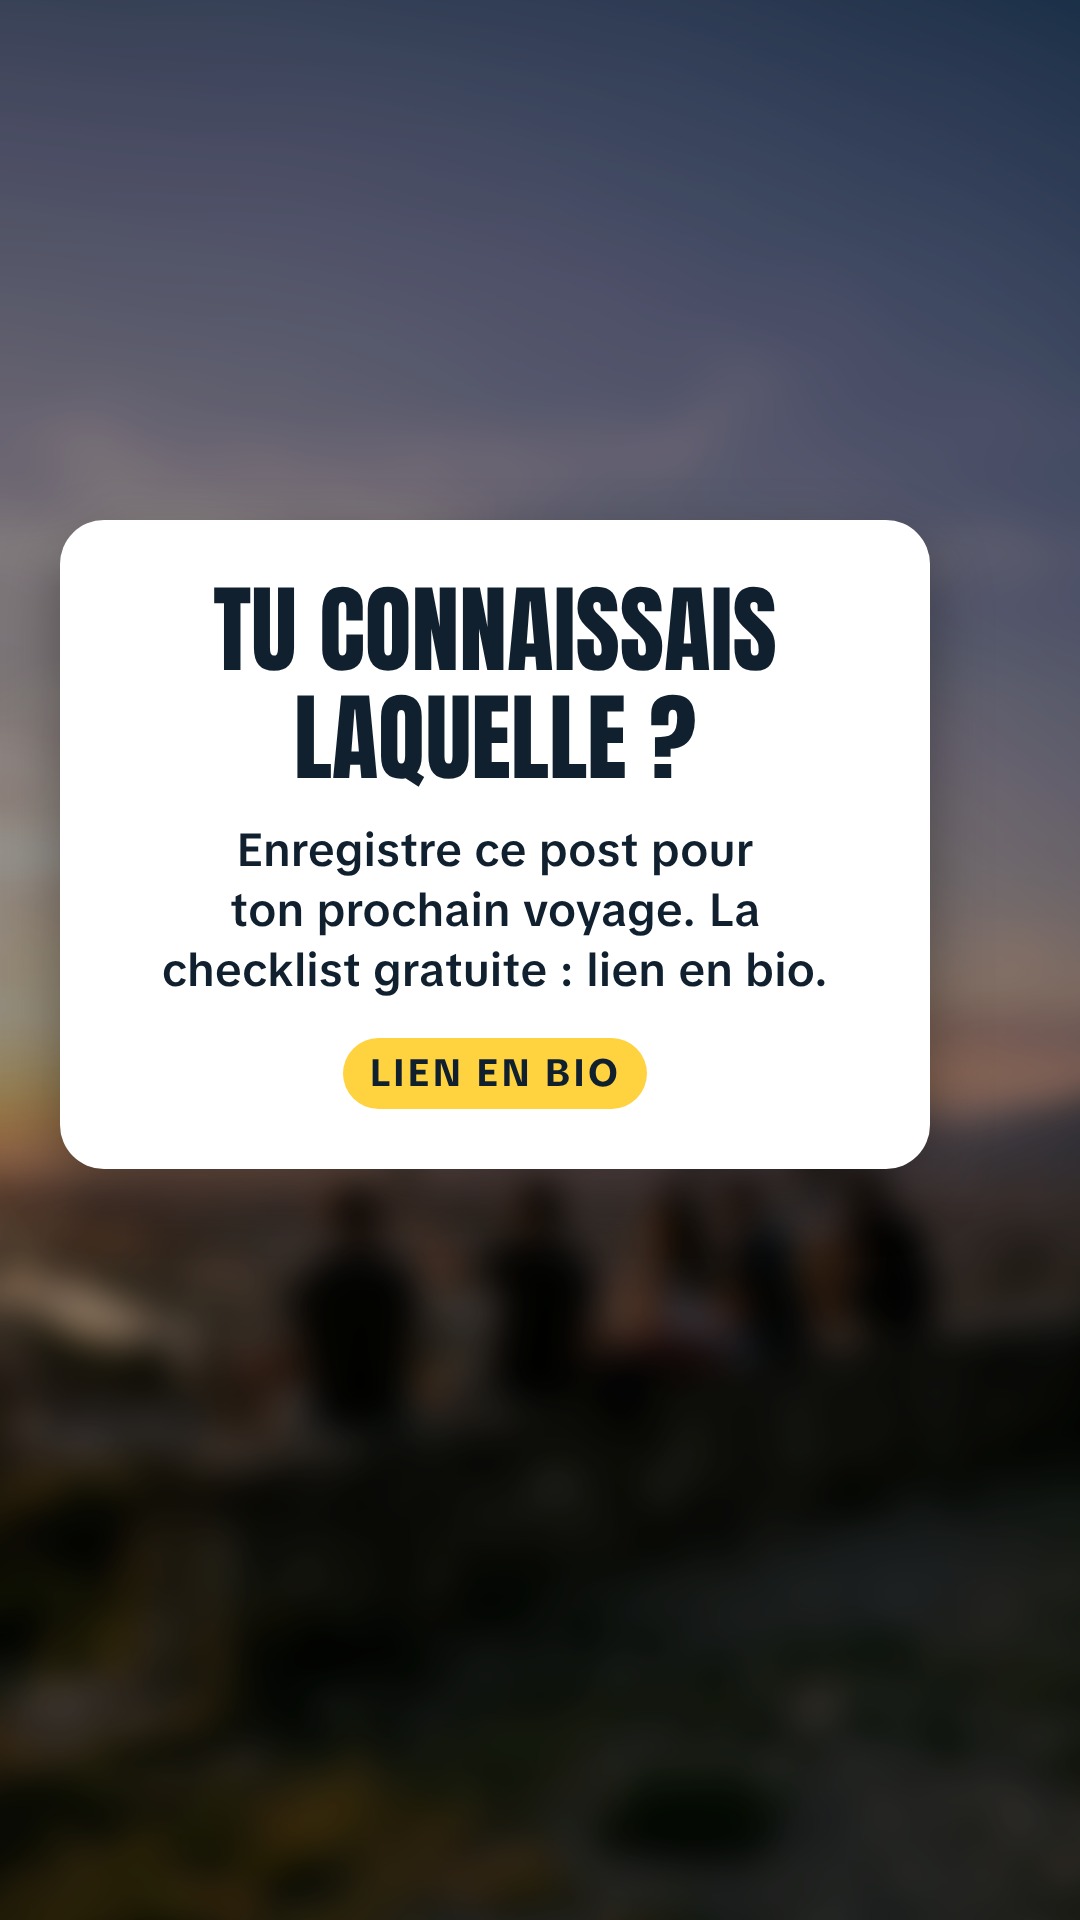 TU CONNAISSAIS
LAQUELLE ?
Enregistre ce post pour
ton prochain voyage. La
checklist gratuite : lien en bio.
LIEN EN BIO